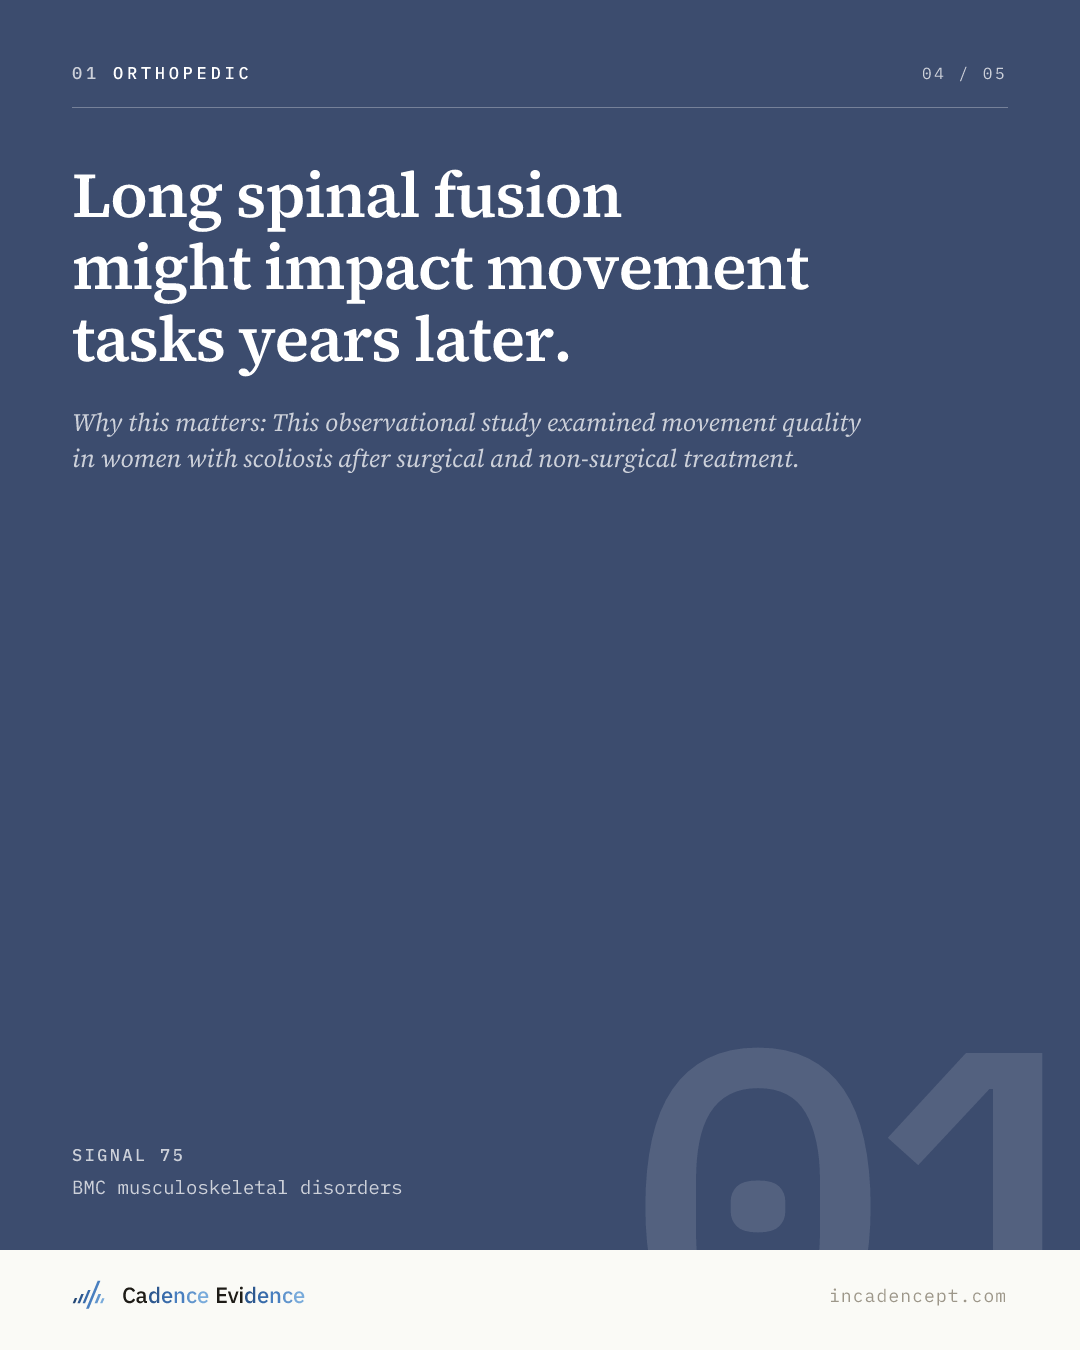 01 ORTHOPEDIC
04 / 05
Long spinal fusion
might impact movement
tasks years later.
Why this matters: This observational study examined movement quality
in women with scoliosis after surgical and non-surgical treatment.
01
SIGNAL 75
BMC musculoskeletal disorders
Cadence Evidence
incadencept.com